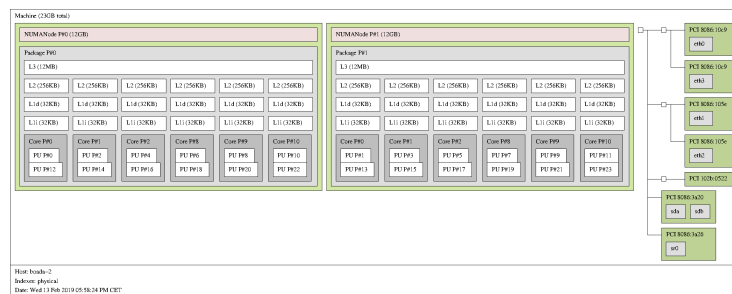 Machine (23GB total)
NUMANode P#0 (12GB)
Package P#0
L3 (12MB)
L2 (256KB) L2 (256KB) L2 (256KB) L2 (256KB) L2 (256KB) L2 (256KB)
L1d (32KB) L1d (32KB) L1d (32KB) L1d (32KB) L1d (32KB) L1d (32KB)
L1i (32KB) L1i (32KB) L1i (32KB) L1i (32KB) L1i (32KB) L1i (32KB)
Core P#0 Core P#1 Core P#2 Core P#8 Core P#9 Core P#10
PU P#0 PU P#2 PU P#4 PU P#6 PU P#8 PU P#10
PU P#12 PU P#14 PU P#16 PU P#18 PU P#20 PU P#22
NUMANode P#1 (12GB)
Package P#1
L3 (12MB)
L2 (256KB) L2 (256KB) L2 (256KB) L2 (256KB) L2 (256KB) L2 (256KB)
L1d (32KB) L1d (32KB) L1d (32KB) L1d (32KB) L1d (32KB) L1d (32KB)
L1i (32KB) L1i (32KB) L1i (32KB) L1i (32KB) L1i (32KB) L1i (32KB)
Core P#0 Core P#1 Core P#2 Core P#8 Core P#9 Core P#10
PU P#1 PU P#3 PU P#5 PU P#7 PU P#9 PU P#11
PU P#13 PU P#15 PU P#17 PU P#19 PU P#21 PU P#23
PCI 8086:10c9
eth0
PCI 8086:10c9
eth3
PCI 8086:105e
eth1
PCI 8086:105e
eth2
PCI 102b:0522
PCI 8086:3a20
sda sdb
PCI 8086:3a26
sr0
Host: boada-2
Indexes: physical
Date: Wed 13 Feb 2019 05:58:24 PM CET